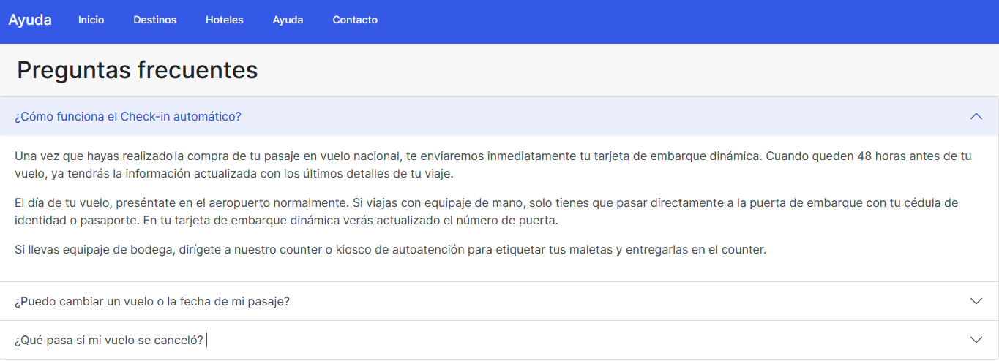 Ayuda Inicio Destinos Hoteles Ayuda Contacto
Preguntas frecuentes
¿Cómo funciona el Check-in automático?
Una vez que hayas realizado la compra de tu pasaje en vuelo nacional, te enviaremos inmediatamente tu tarjeta de embarque dinámica. Cuando queden 48 horas antes de tu
vuelo, ya tendrás la información actualizada con los últimos detalles de tu viaje.
El día de tu vuelo, preséntate en el aeropuerto normalmente. Si viajas con equipaje de mano, solo tienes que pasar directamente a la puerta de embarque con tu cédula de
identidad o pasaporte. En tu tarjeta de embarque dinámica verás actualizado el número de puerta.
Si llevas equipaje de bodega, dirígete a nuestro counter o kiosco de autoatención para etiquetar tus maletas y entregarlas en el counter.
¿Puedo cambiar un vuelo o la fecha de mi pasaje?
¿Qué pasa si mi vuelo se canceló?